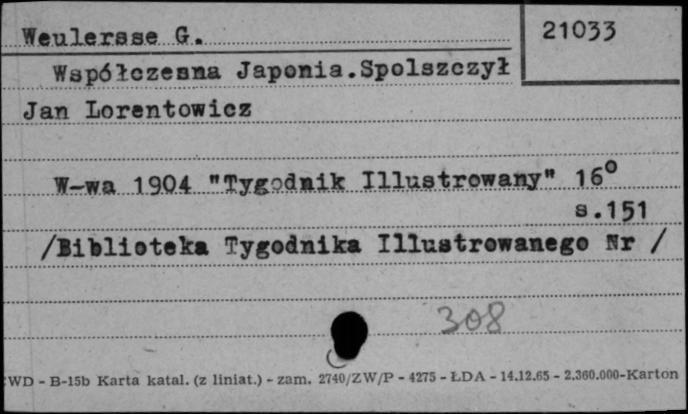 Weulersse G.
21033
Współczesna Japonia.Spolszczył
Jan Lorentowicz
W-wa 1904 "Tygodnik Illustrowany" 16°
s.151
/Biblioteka Tygodnika Illustrowanego Nr /
308
WD - B-15b Karta katal. (z liniat.) - zam. 2740/ZW/P - 4275 - ŁDA - 14.12.65 - 2.360.000-Karton